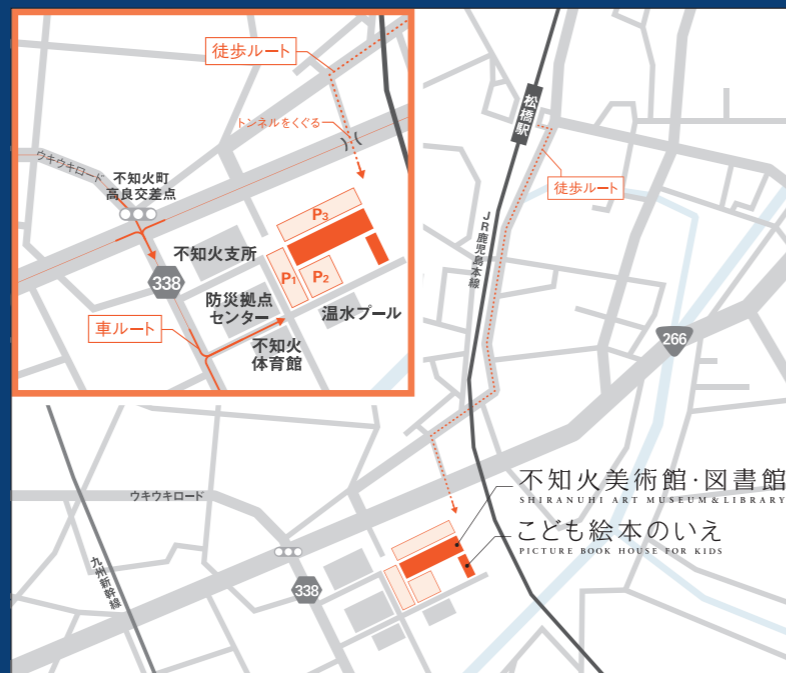 徒歩ルート
トンネルをくぐる
ウキウキロード
不知火町
高良交差点
P3
不知火支所
P1
P2
338
防災拠点
センター
温水プール
車ルート
不知火
体育館
松橋駅
徒歩ルート
JR鹿児島本線
266
不知火美術館・図書館
SHIRANUHI ART MUSEUM & LIBRARY
ウキウキロード
こども絵本のいえ
PICTURE BOOK HOUSE FOR KIDS
九州新幹線
338